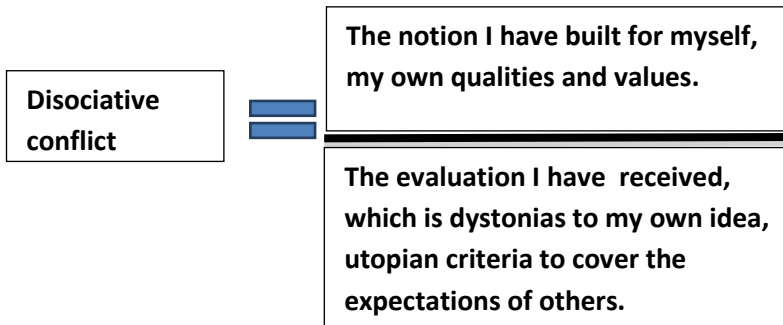 Disociative
conflict
The notion I have built for myself,
my own qualities and values.
The evaluation I have received,
which is dystonias to my own idea,
utopian criteria to cover the
expectations of others.